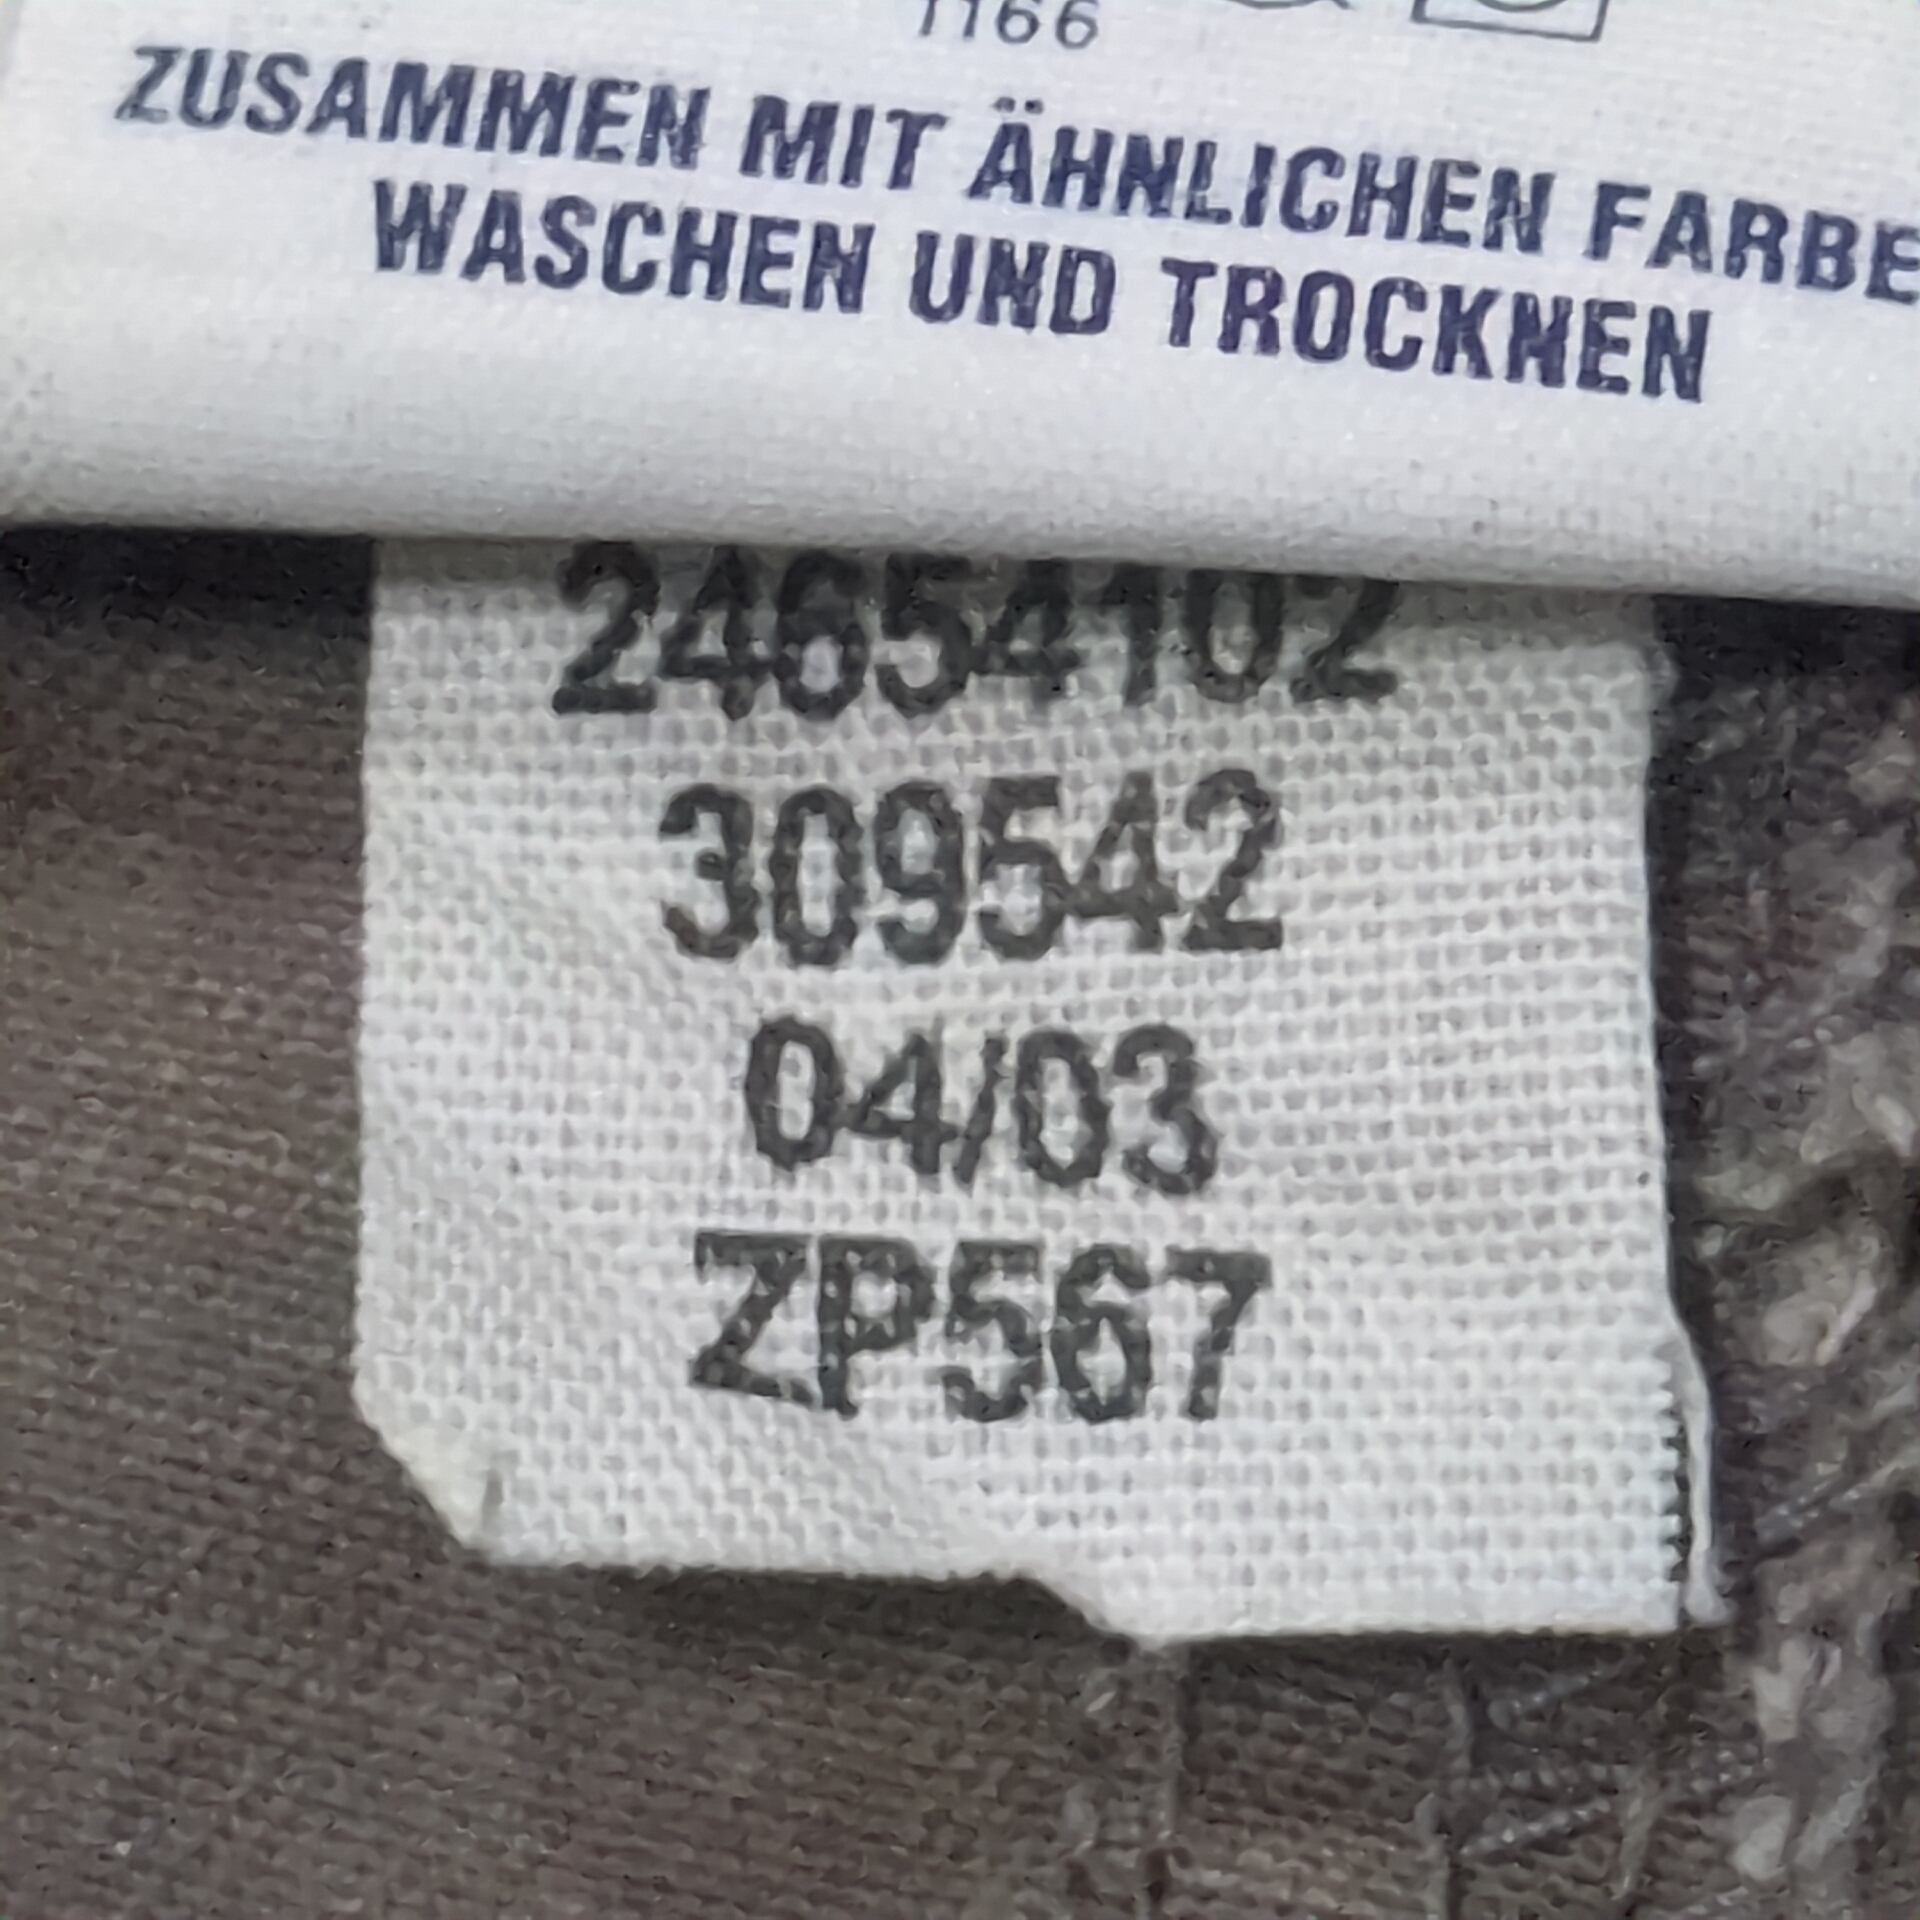 1166
ZUSAMMEN MIT ÄHNLICHEN FARBE
WASCHEN UND TROCKNEN
24654102
309542
04/03
ZP567